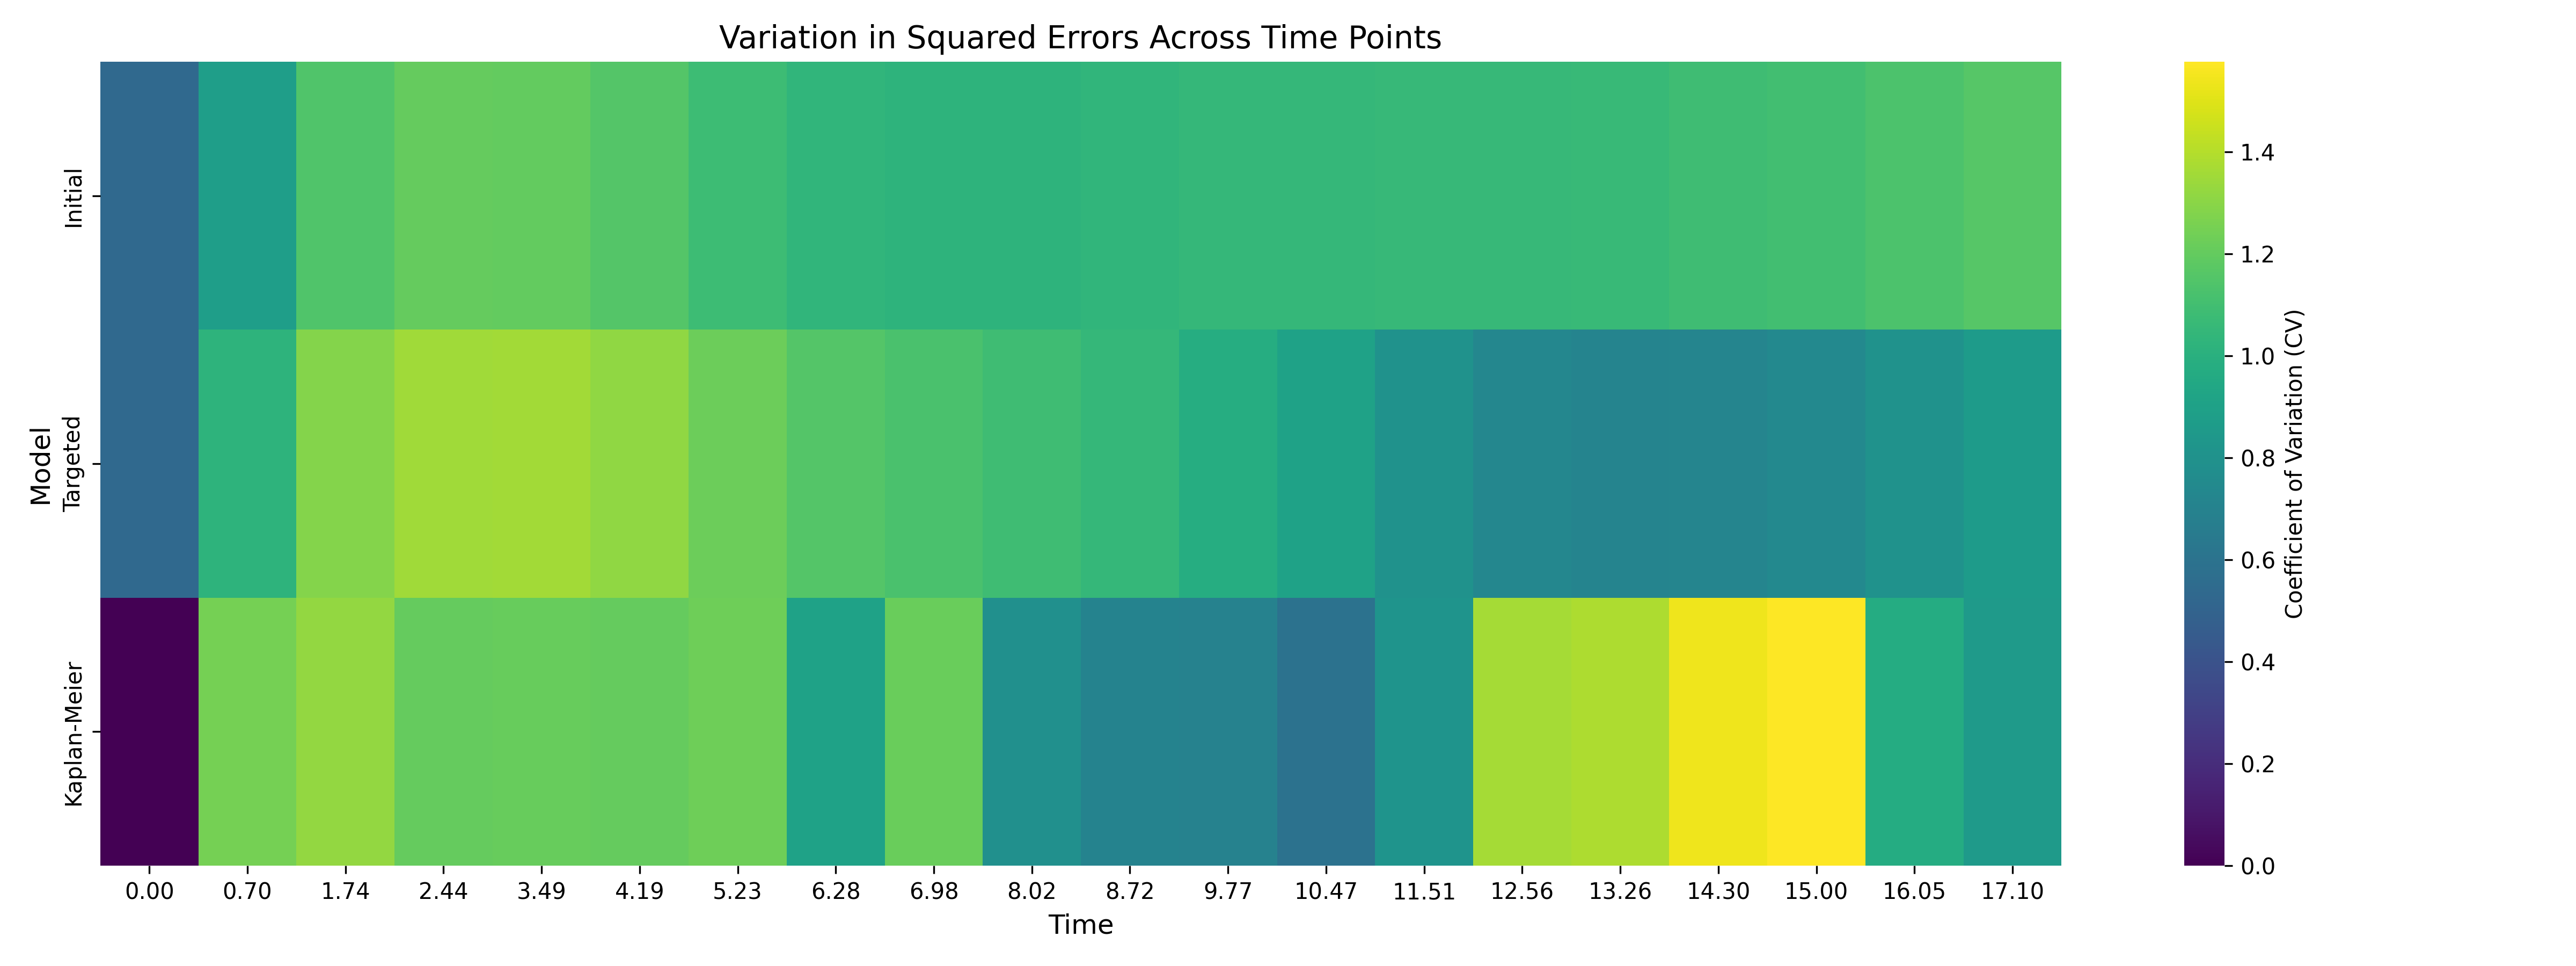 Variation in Squared Errors Across Time Points
Model
Initial
Targeted
Kaplan-Meier
0.00 0.70 1.74 2.44 3.49 4.19 5.23 6.28 6.98 8.02 8.72 9.77 10.47 11.51 12.56 13.26 14.30 15.00 16.05 17.10
Time
1.4
1.2
1.0
0.8
0.6
0.4
0.2
0.0
Coefficient of Variation (CV)